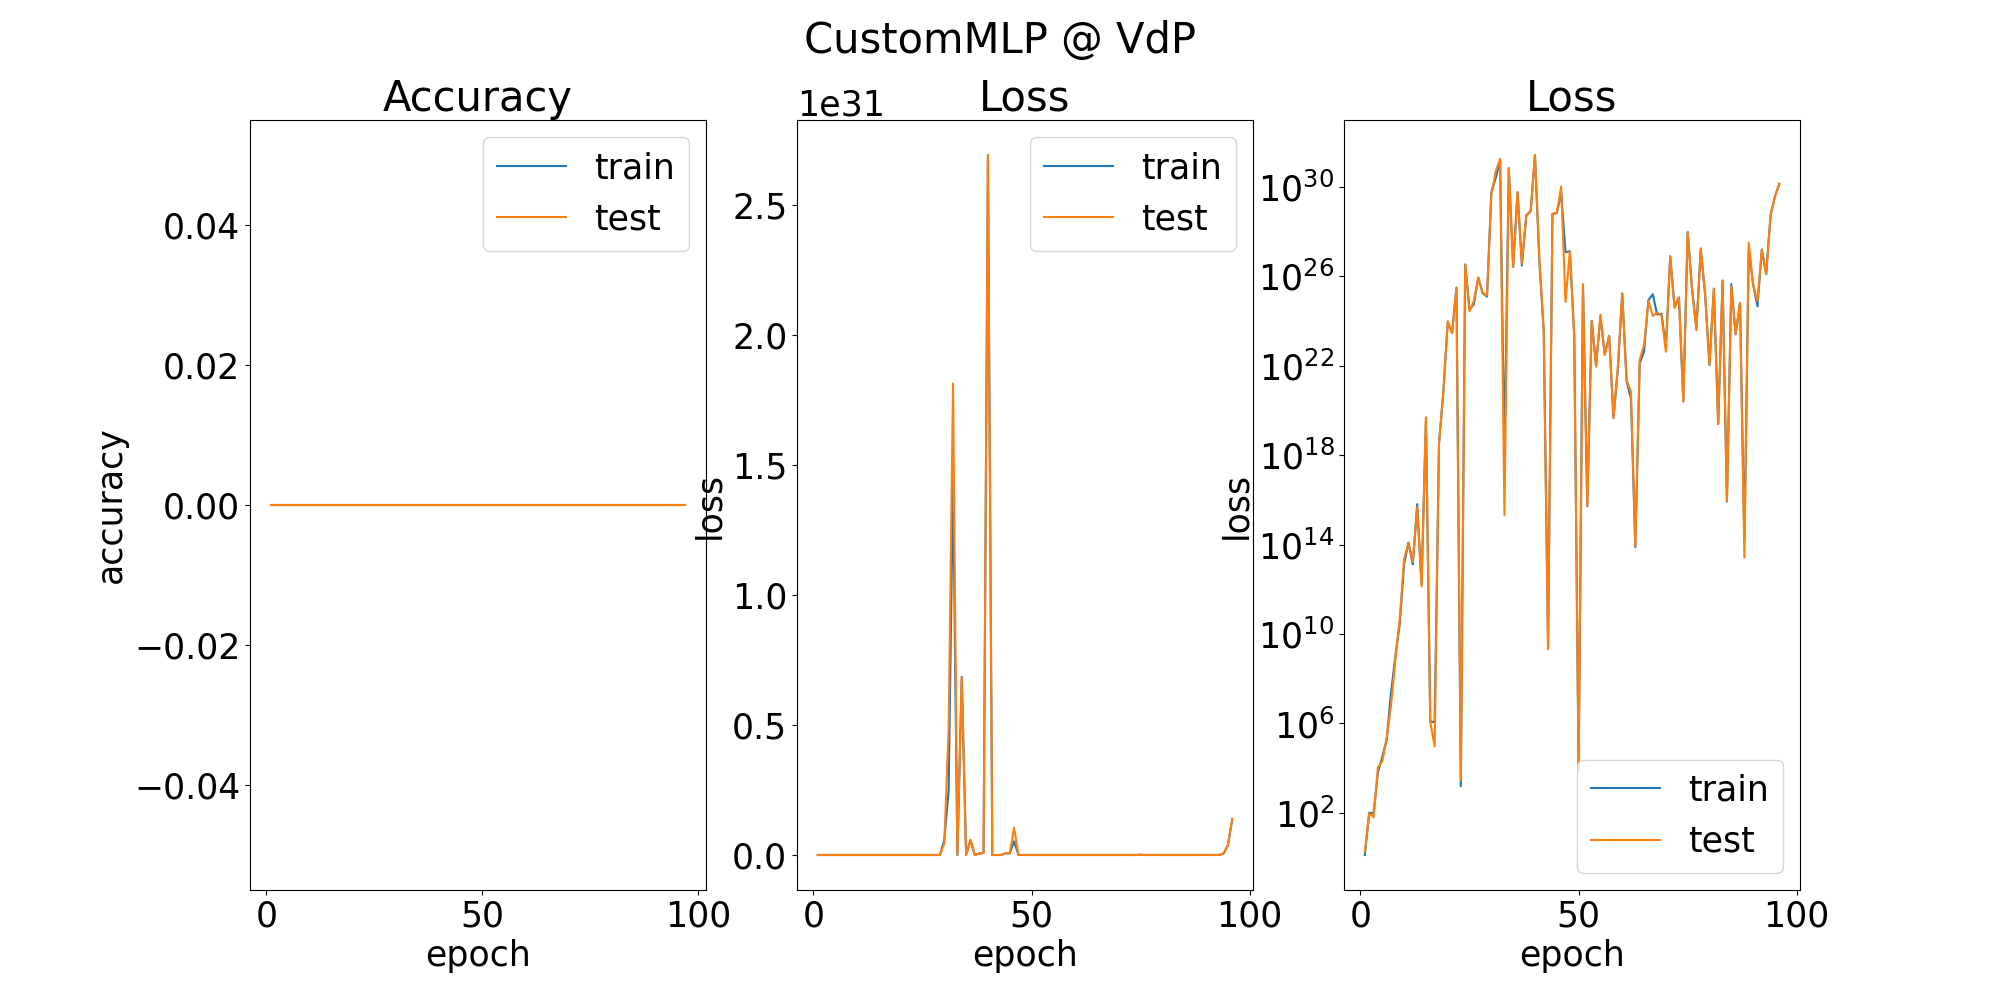 CustomMLP @ VdP
Accuracy
train
test
0.04
0.02
0.00
−0.02
−0.04
accuracy
0 50 100
epoch
Loss
1e31
train
test
2.5
2.0
1.5
1.0
0.5
0.0
loss
0 50 100
epoch
Loss
10^30
10^26
10^22
10^18
10^14
10^10
10^6
10^2
loss
train
test
0 50 100
epoch